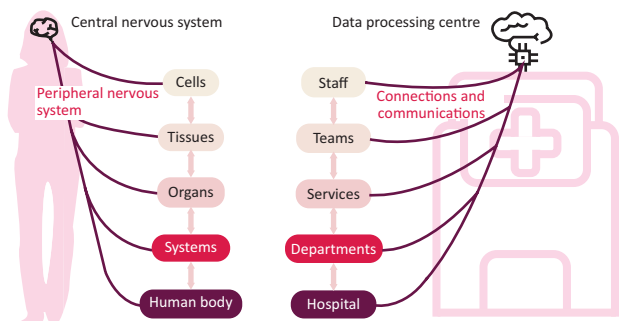 Central nervous system
Data processing centre
Cells
Staff
Peripheral nervous
system
Connections and
communications
Tissues
Teams
Organs
Services
Systems
Departments
Human body
Hospital